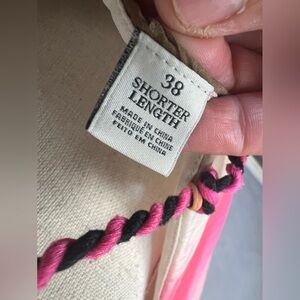 38
SHORTER
LENGTH
MADE IN CHINA
FABRIQUÉ EN CHINE
FEITO EM CHINA